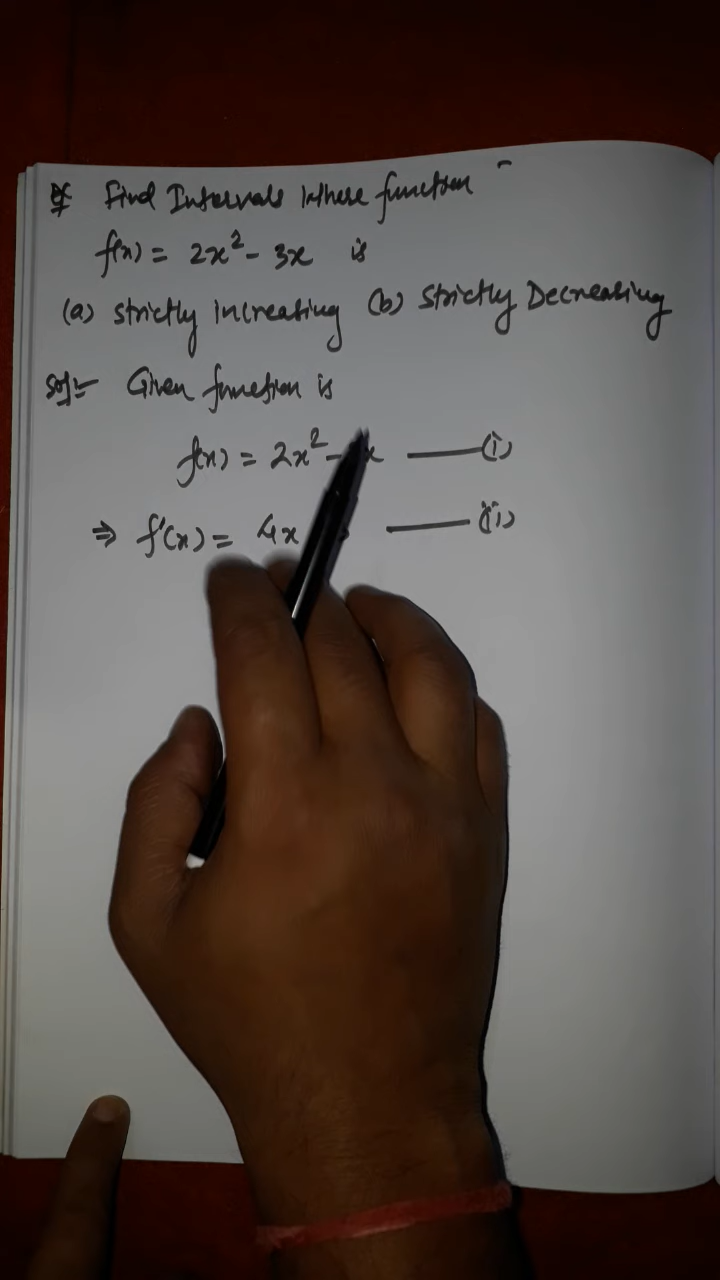 Q: Find Intervals Where function
f(x) = 2x² - 3x is
(a) strictly increasing (b) strictly Decreasing
Sol:- Given function is
f(x) = 2x² - x ——(i)
⇒ f'(x) = 4x ——(ii)